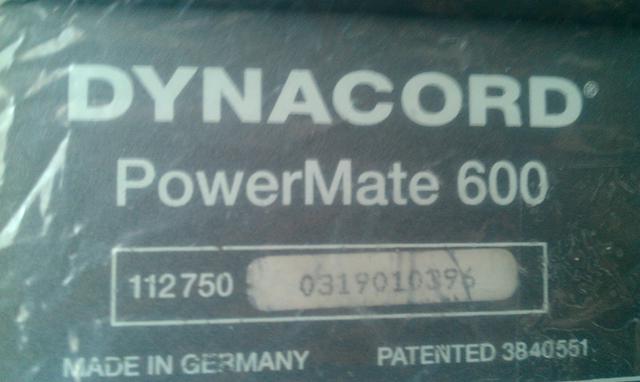 DYNACORD®
PowerMate 600
112750 0319010396
MADE IN GERMANY PATENTED 3840551